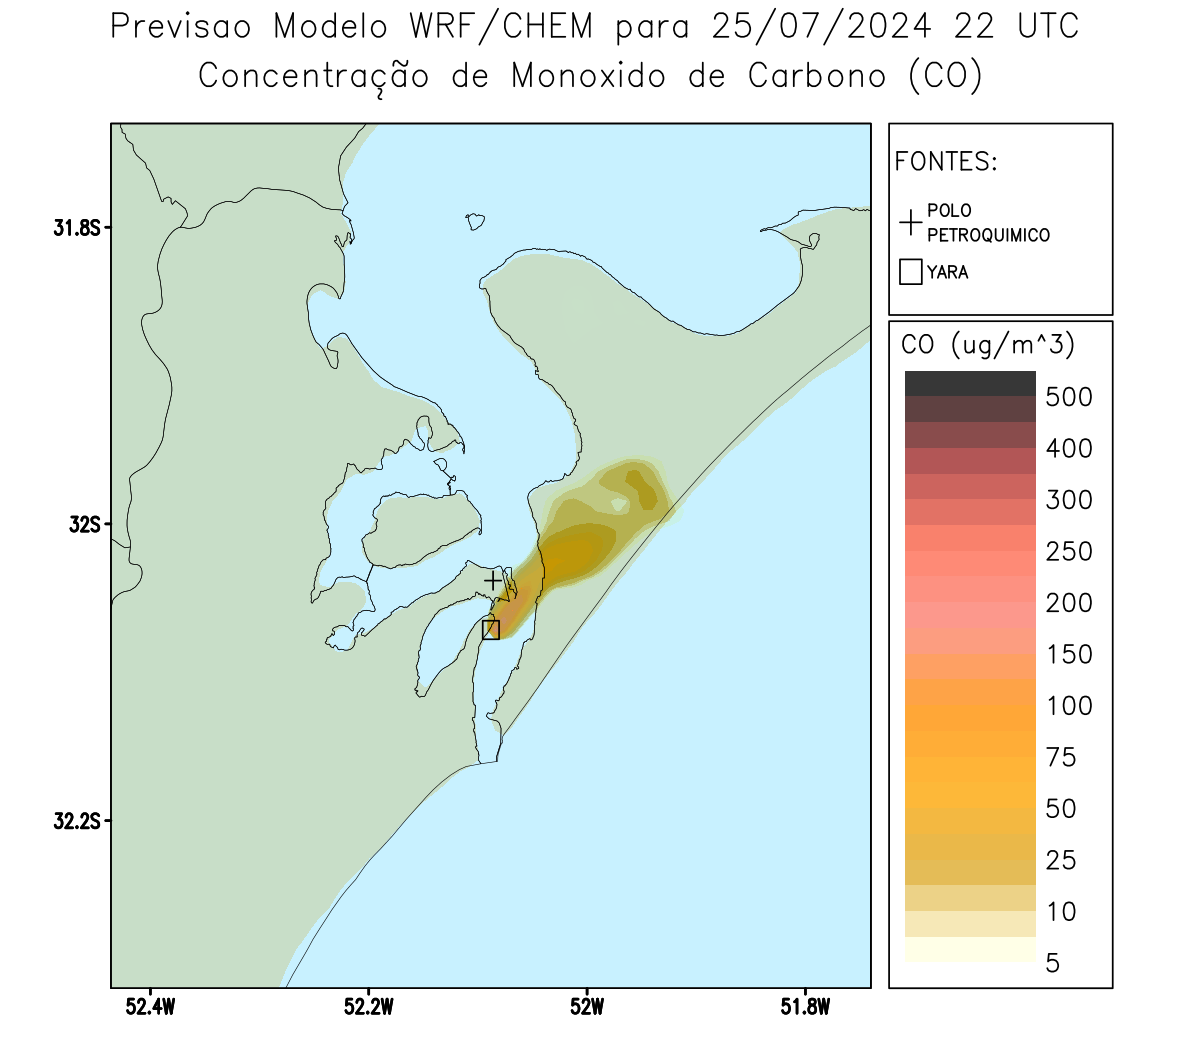 Previsao Modelo WRF/CHEM para 25/07/2024 22 UTC
Concentração de Monoxido de Carbono (CO)
FONTES:
POLO
PETROQUIMICO
YARA
CO (ug/m^3)
500
400
300
250
200
150
100
75
50
25
10
5
31.8S
32S
32.2S
52.4W
52.2W
52W
51.8W